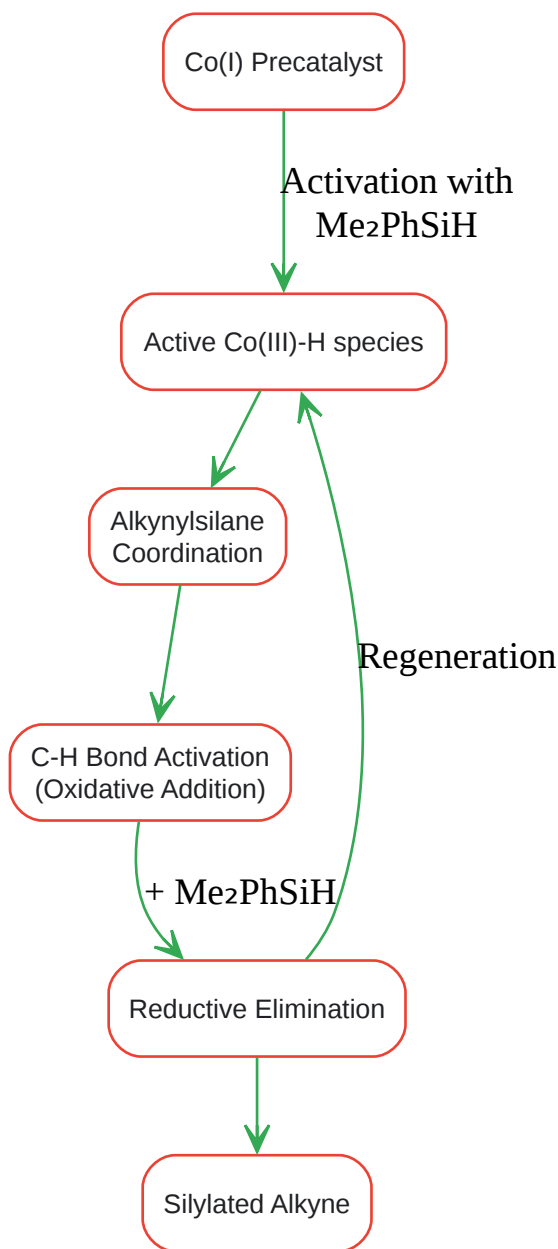 Co(I) Precatalyst
Activation with
Me₂PhSiH
Active Co(III)-H species
Alkynylsilane
Coordination
Regeneration
C-H Bond Activation
(Oxidative Addition)
+ Me₂PhSiH
Reductive Elimination
Silylated Alkyne